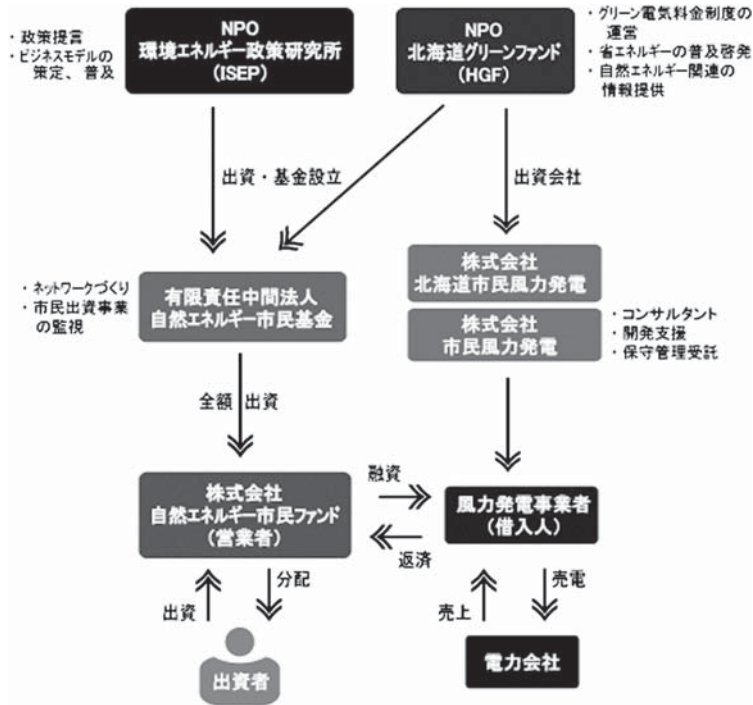 ・政策提言
・ビジネスモデルの
策定、普及
NPO
環境エネルギー政策研究所
(ISEP)
NPO
北海道グリーンファンド
(HGF)
・グリーン電気料金制度の
運営
・省エネルギーの普及啓発
・自然エネルギー関連の
情報提供
出資・基金設立
出資会社
・ネットワークづくり
・市民出資事業
の監視
有限責任中間法人
自然エネルギー市民基金
株式会社
北海道市民風力発電
株式会社
市民風力発電
・コンサルタント
・開発支援
・保守管理受託
全額出資
株式会社
自然エネルギー市民ファンド
(営業者)
融資
返済
風力発電事業者
(借入人)
出資
分配
売上
売電
出資者
電力会社